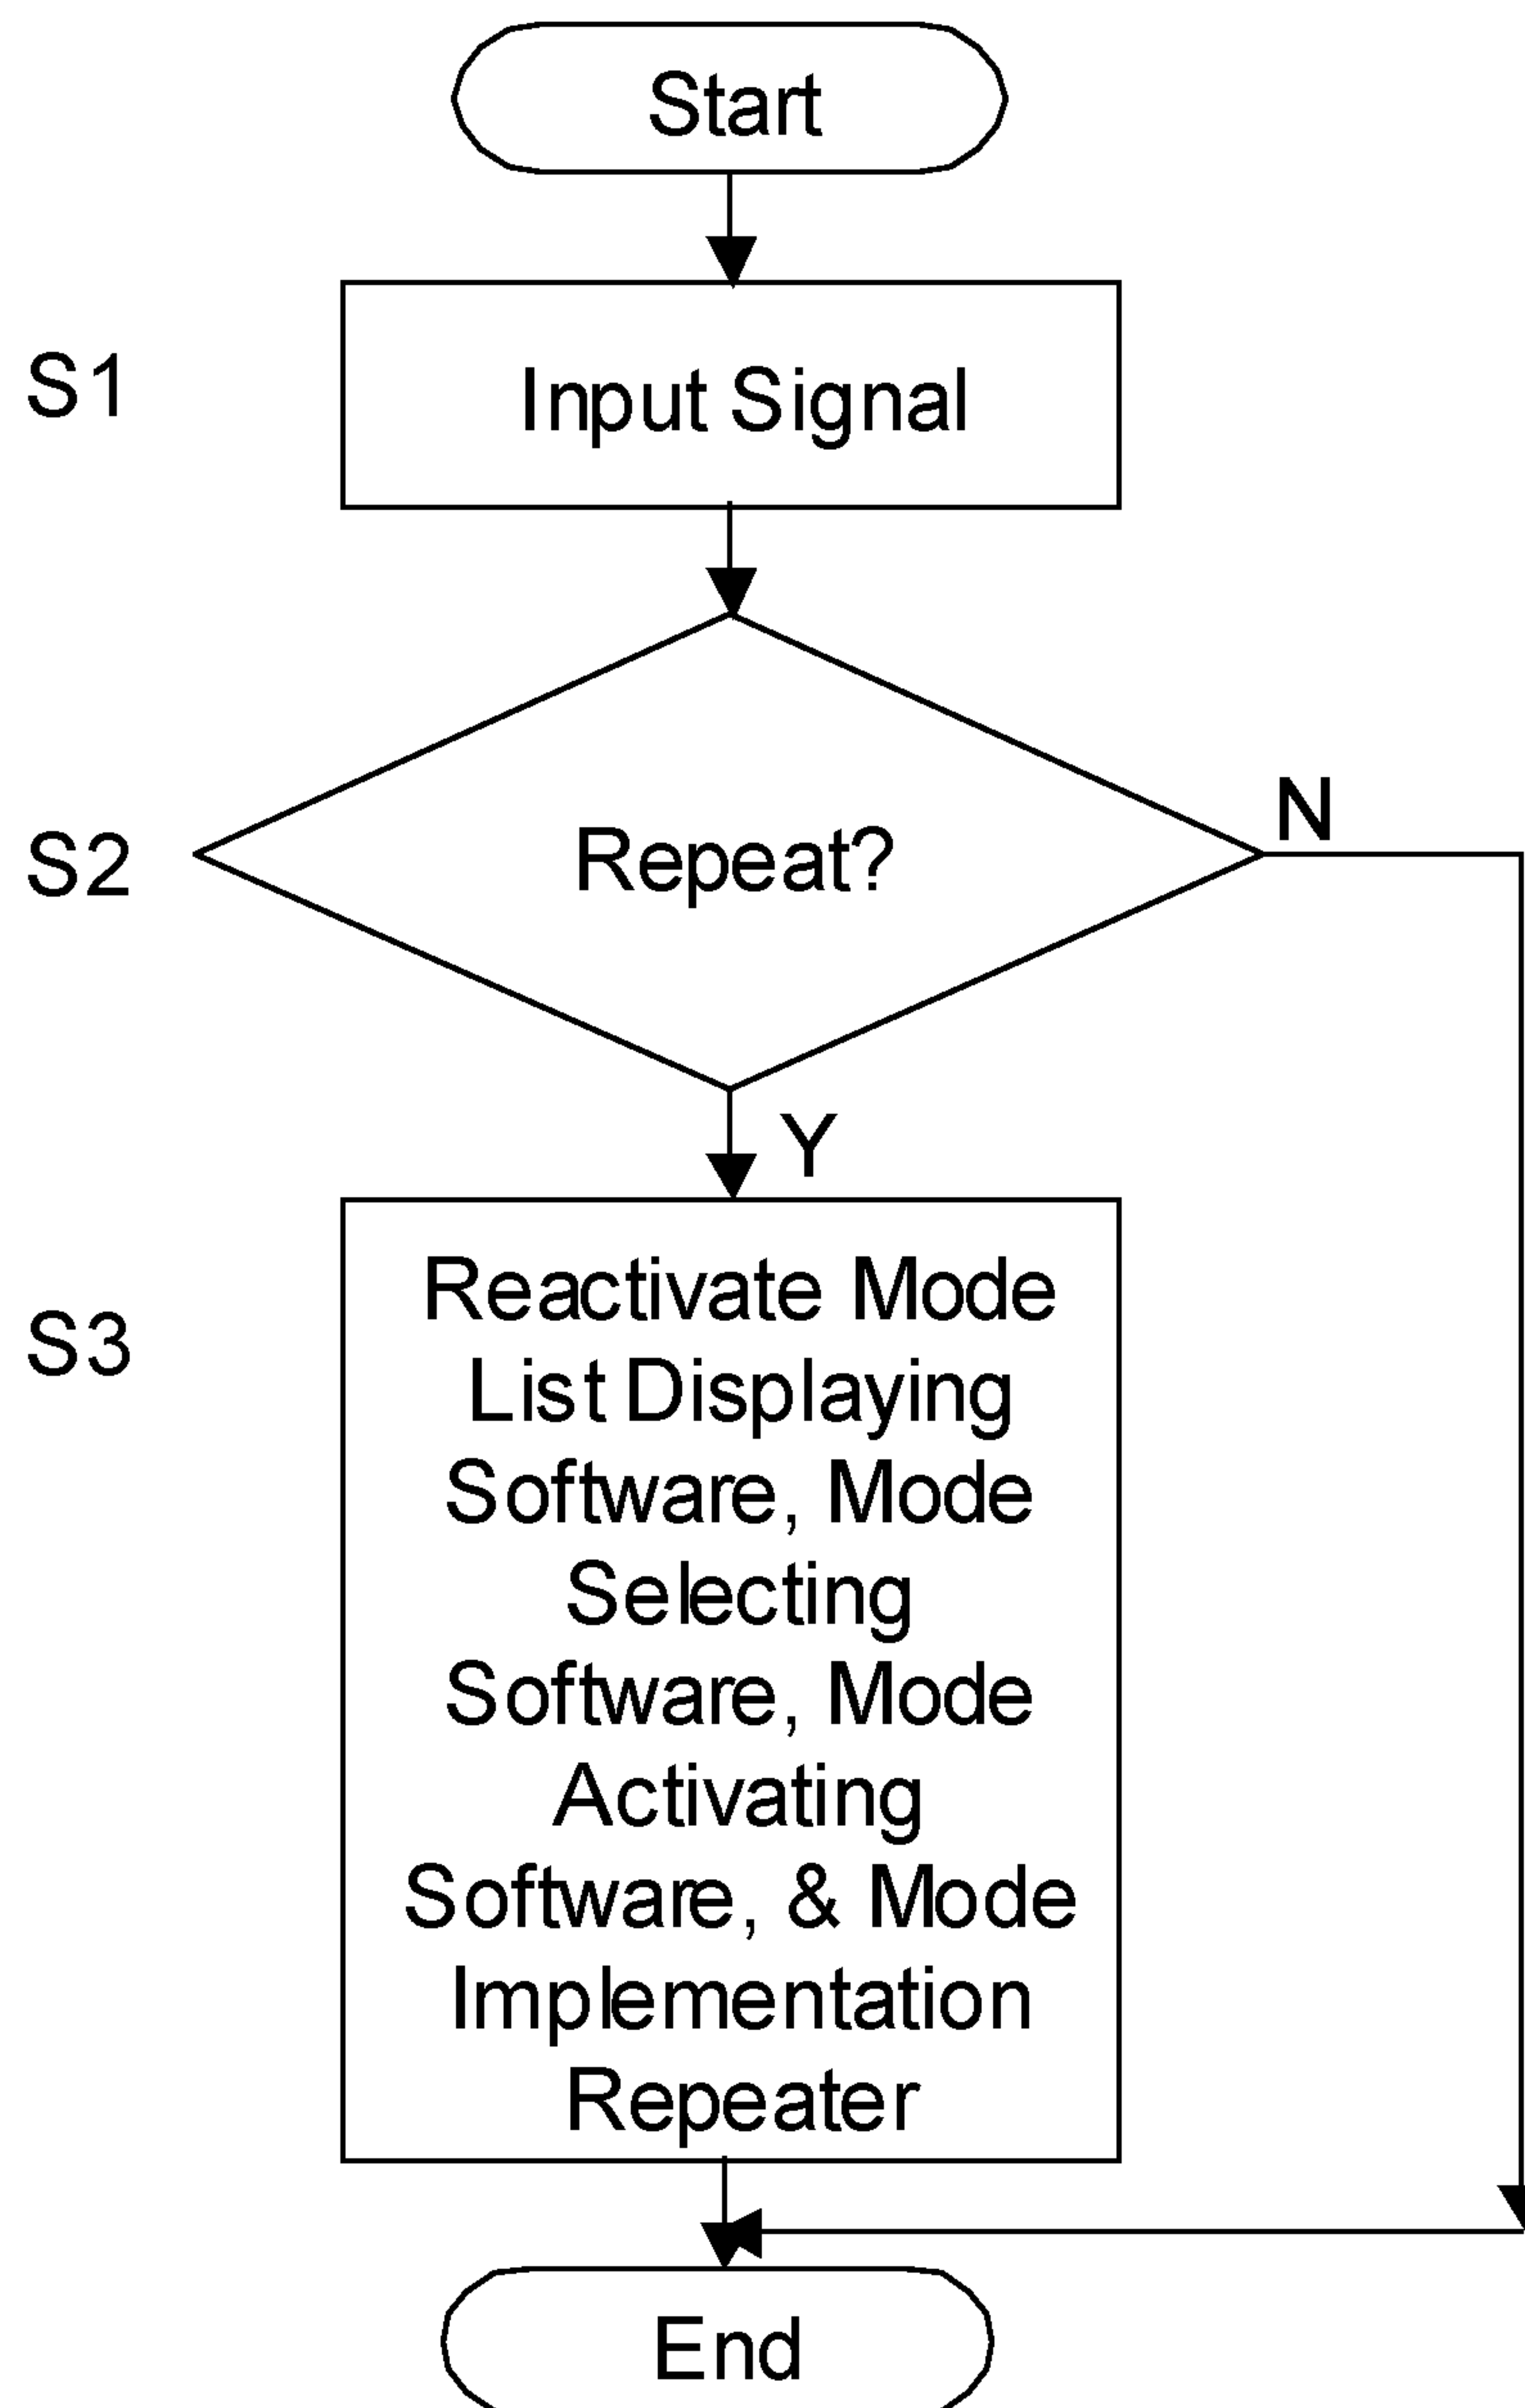 Start
S1
Input Signal
S2
Repeat?
N
Y
S3
Reactivate Mode
List Displaying
Software, Mode
Selecting
Software, Mode
Activating
Software, & Mode
Implementation
Repeater
End